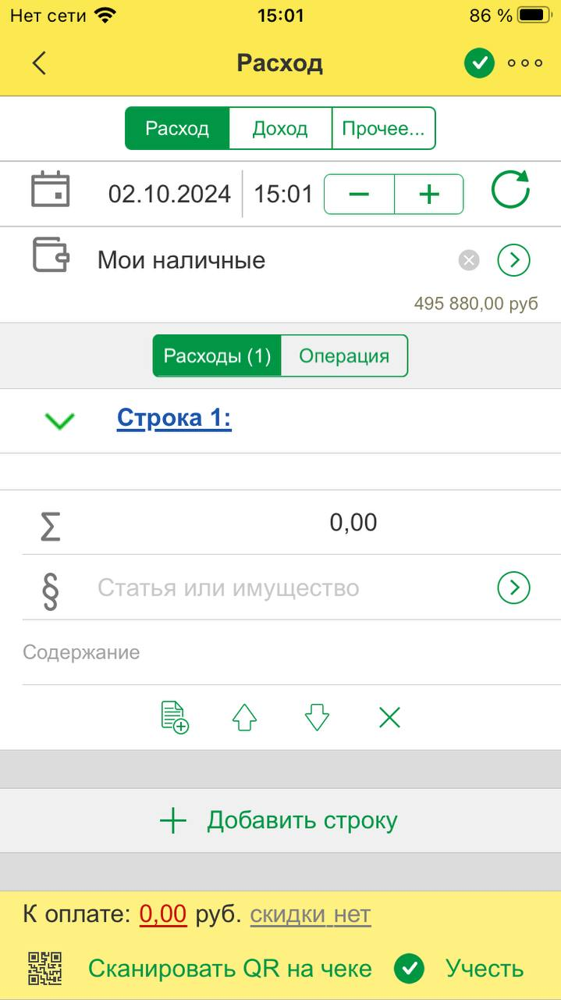 Нет сети 15:01 86 %
Расход
Расход Доход Прочее...
02.10.2024 15:01
Мои наличные
495 880,00 руб
Расходы (1) Операция
Строка 1:
Σ 0,00
§ Статья или имущество
Содержание
Добавить строку
К оплате: 0,00 руб. скидки нет
Сканировать QR на чеке Учесть